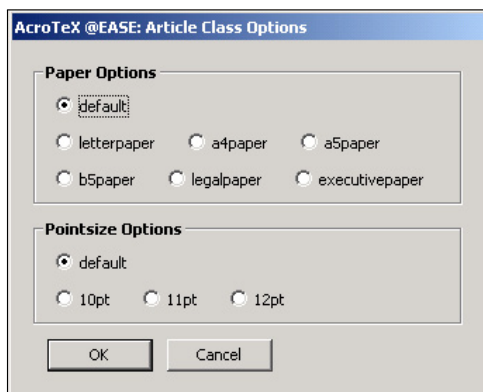 AcroTeX @EASE: Article Class Options
Paper Options
default
letterpaper a4paper a5paper
b5paper legalpaper executivepaper
Pointsize Options
default
10pt 11pt 12pt
OK Cancel